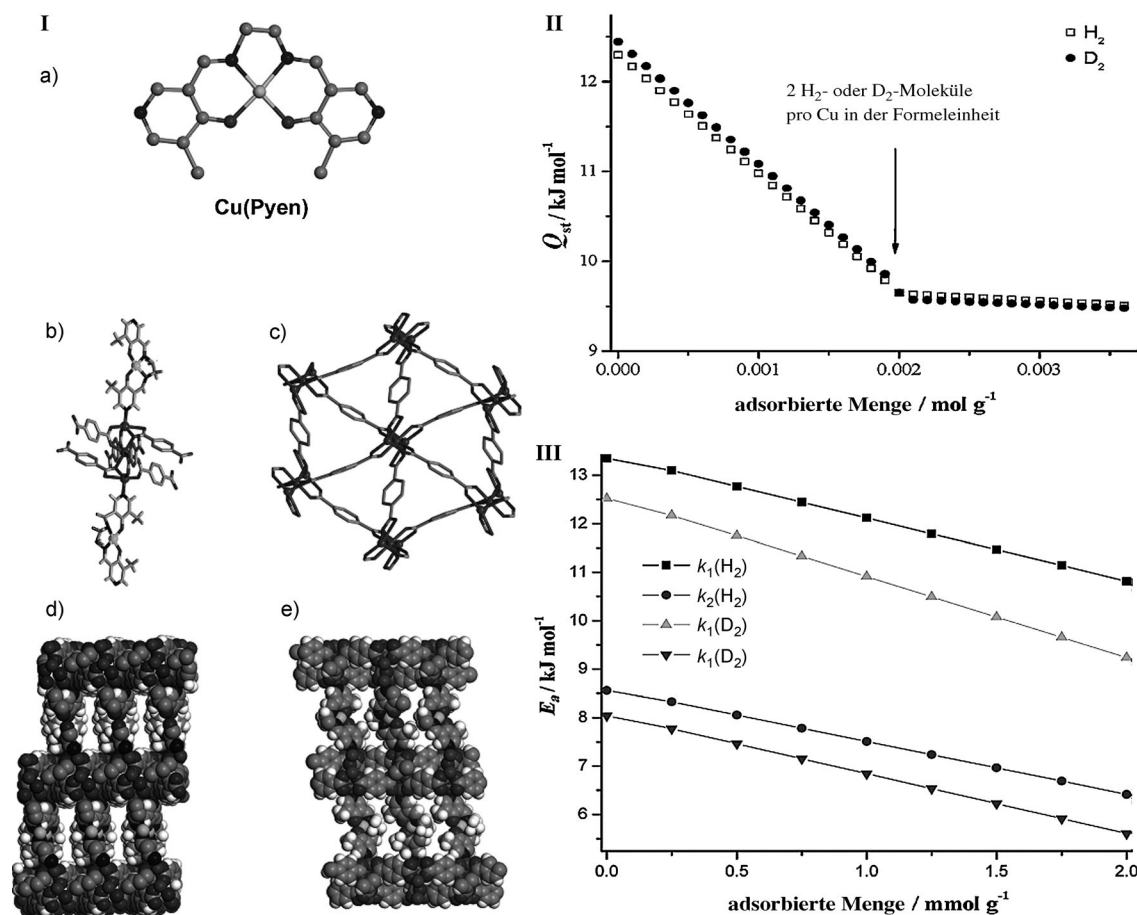 I
a)
Cu(Pyen)
b)
c)
d)
e)
II
H2
D2
2 H2- oder D2-Moleküle
pro Cu in der Formeleinheit
12
11
10
9
Qst / kJ mol-1
0.000
0.001
0.002
0.003
adsorbierte Menge / mol g-1
III
13
12
11
10
9
8
7
6
Ea / kJ mol-1
k1(H2)
k2(H2)
k1(D2)
k1(D2)
0.0
0.5
1.0
1.5
2.0
adsorbierte Menge / mmol g-1